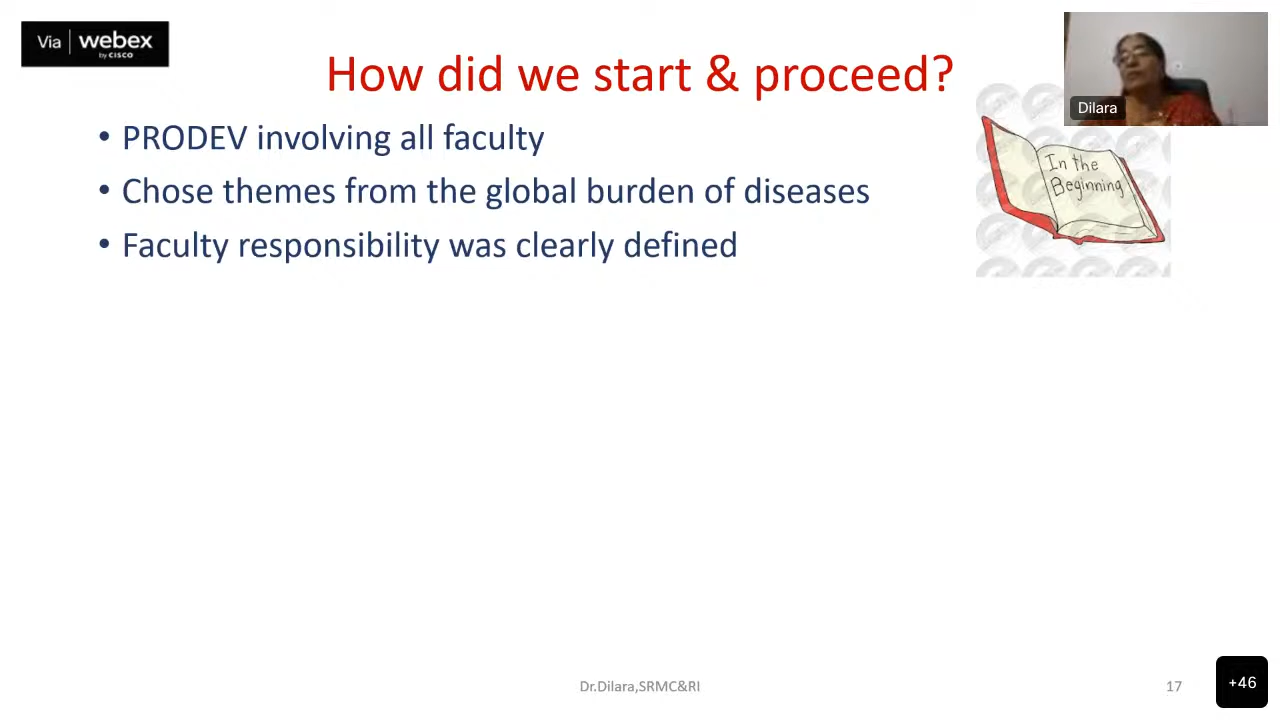 Via webex
by CISCO
How did we start & proceed?
Dilara
• PRODEV involving all faculty
• Chose themes from the global burden of diseases
• Faculty responsibility was clearly defined
In the
Beginning
Dr.Dilara,SRMC&RI
17
+46